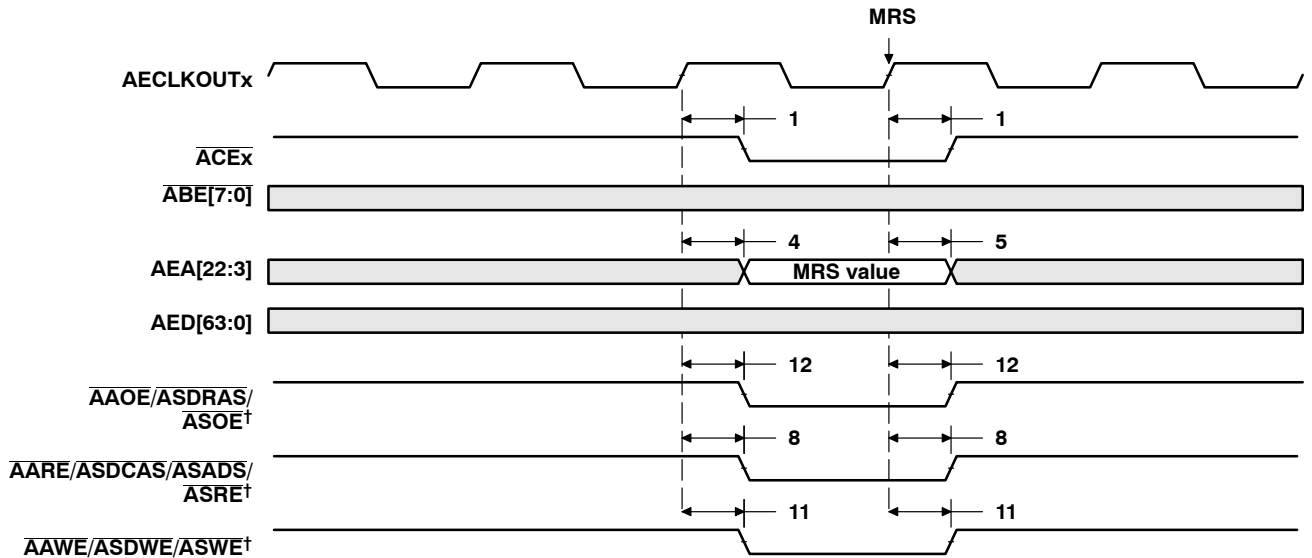 MRS
AECLKOUTx
1 1
ACEx
ABE[7:0]
4 5
AEA[22:3] MRS value
AED[63:0]
12 12
AAOE/ASDRAS/
ASOE†
8 8
AARE/ASDCAS/ASADS/
ASRE†
11 11
AAWE/ASDWE/ASWE†